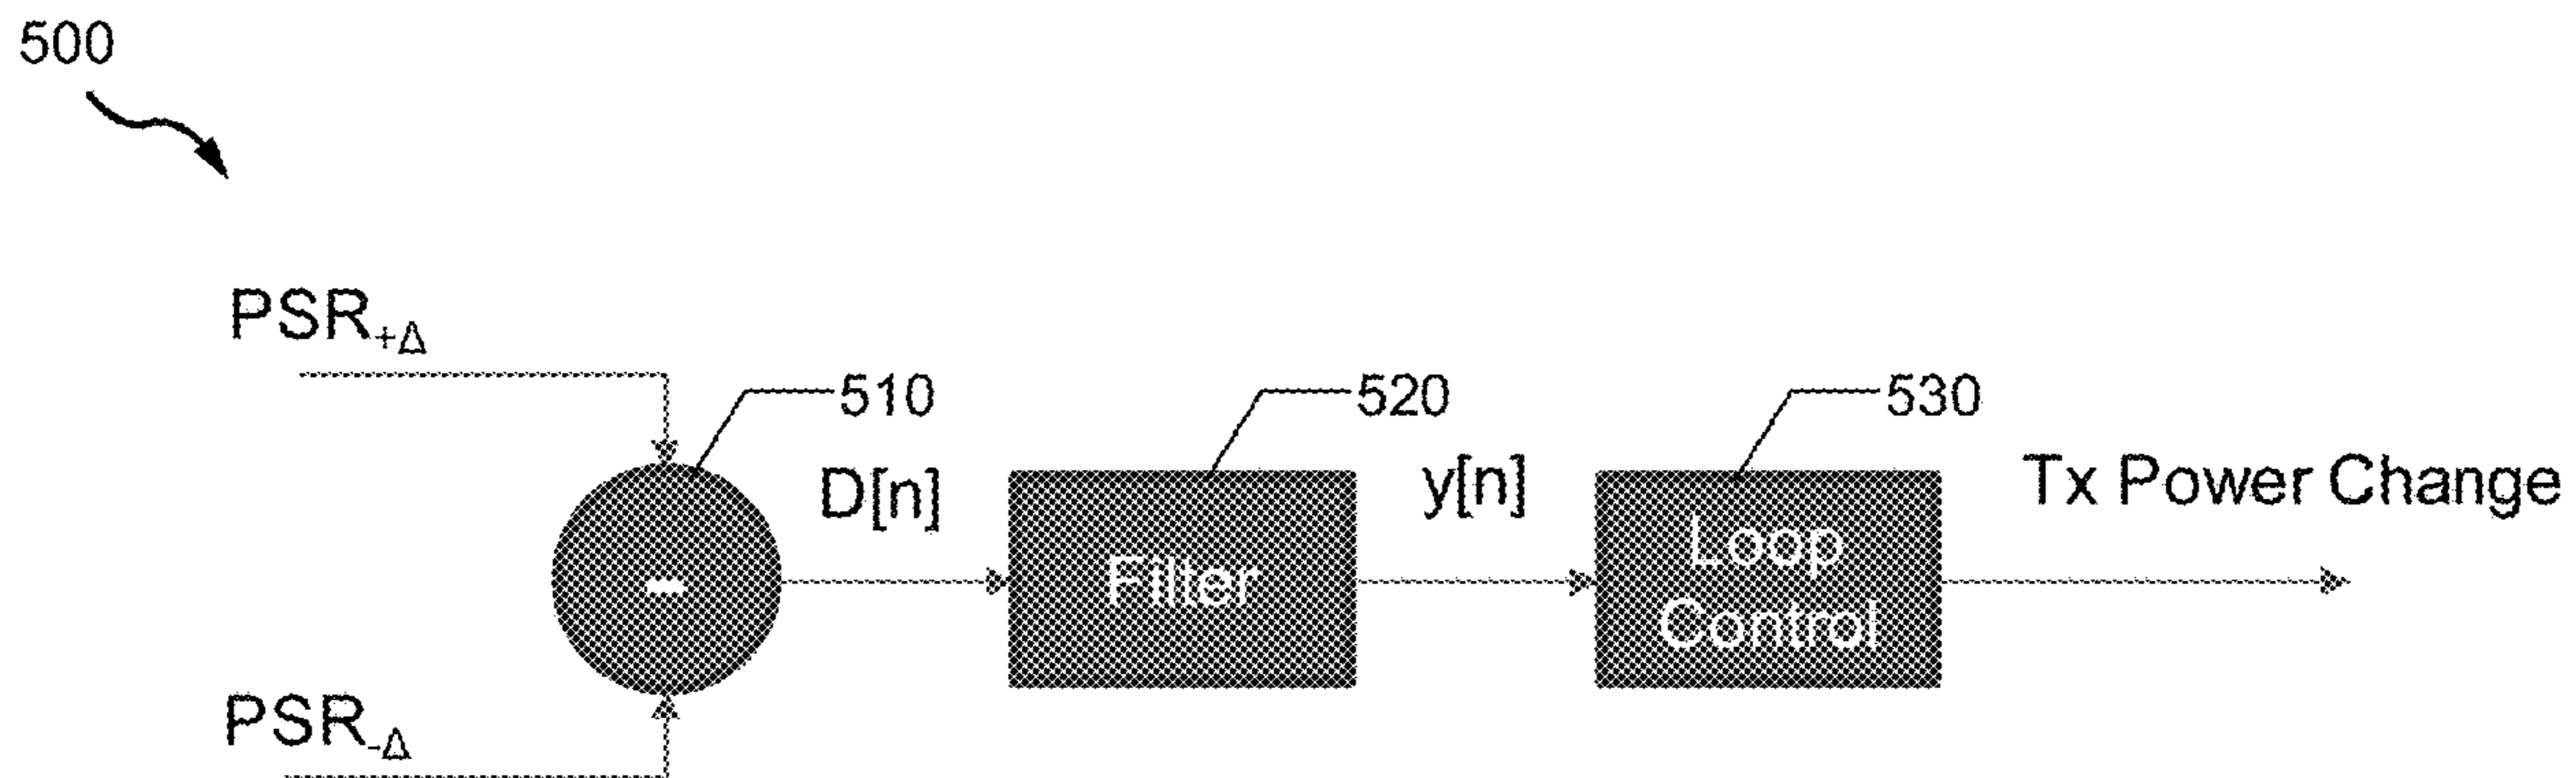 500
PSR+Δ
510
520
530
D[n]
y[n]
Tx Power Change
-
Filter
Loop
Control
PSR-Δ